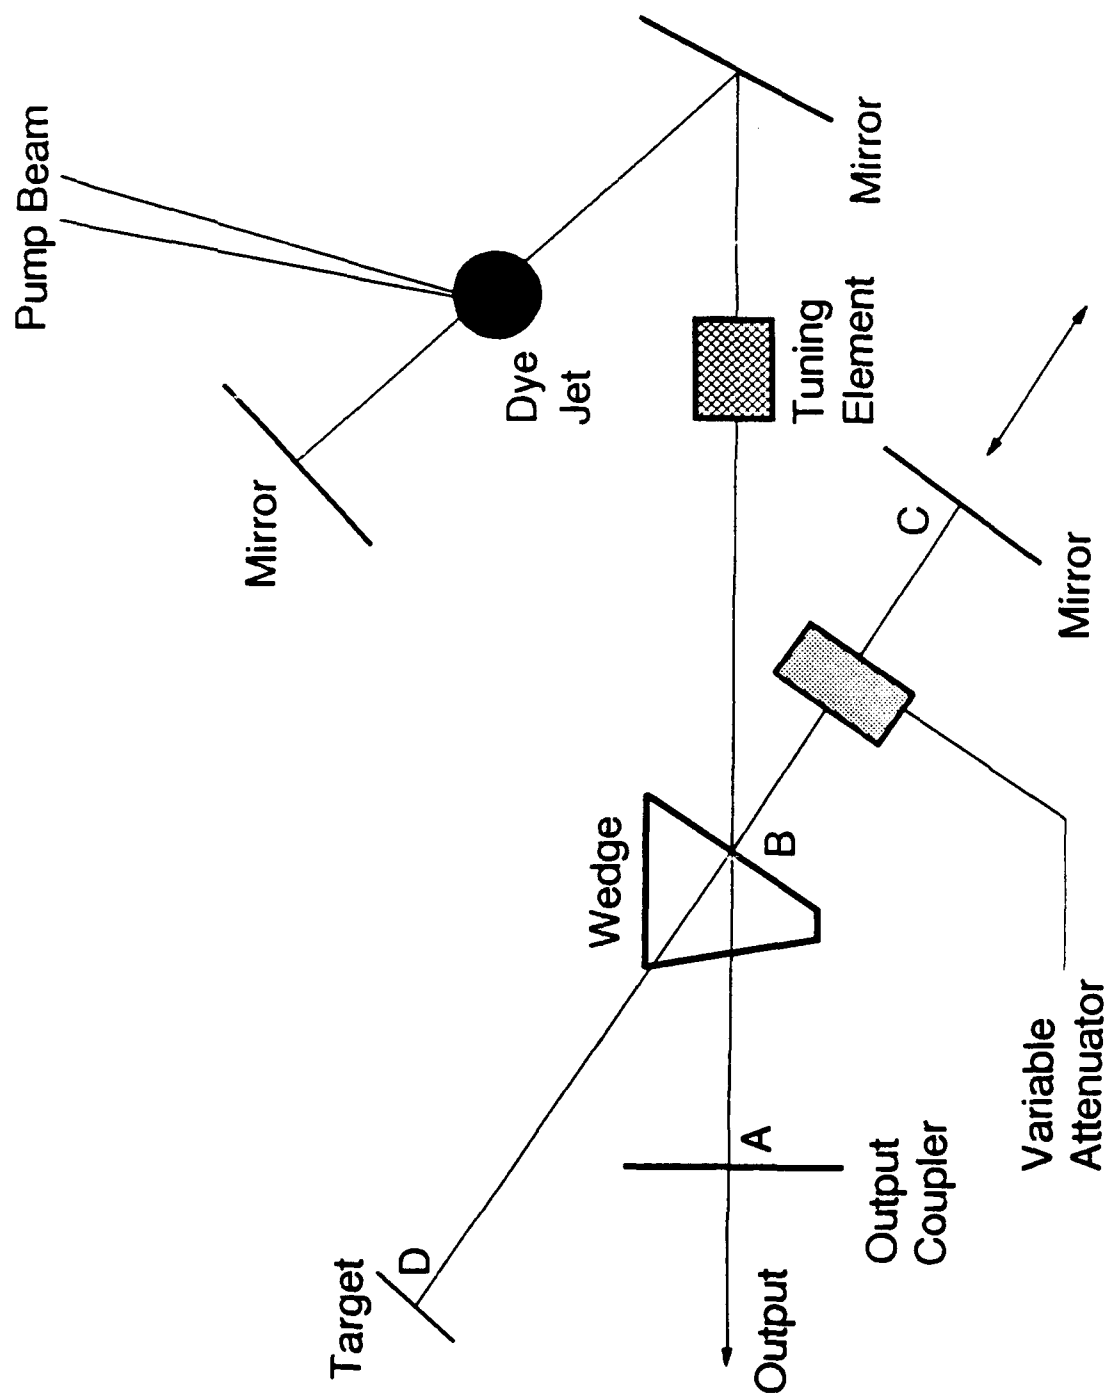 Pump Beam
Mirror
Dye
Jet
Mirror
Tuning
Element
C
Mirror
Wedge
B
Variable
Attenuator
A
Output
Coupler
D
Target
Output